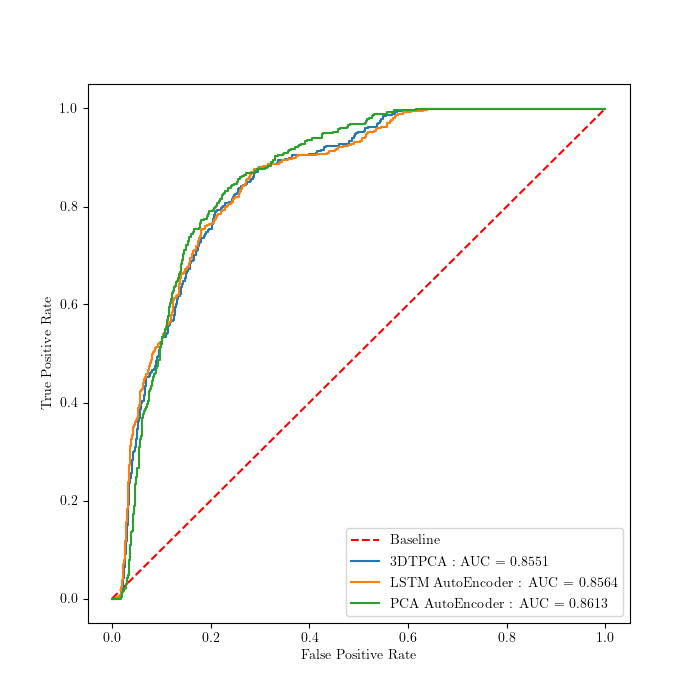 1.0
0.8
0.6
0.4
0.2
0.0
True Positive Rate
Baseline
3DTPCA : AUC = 0.8551
LSTM AutoEncoder : AUC = 0.8564
PCA AutoEncoder : AUC = 0.8613
0.0 0.2 0.4 0.6 0.8 1.0
False Positive Rate